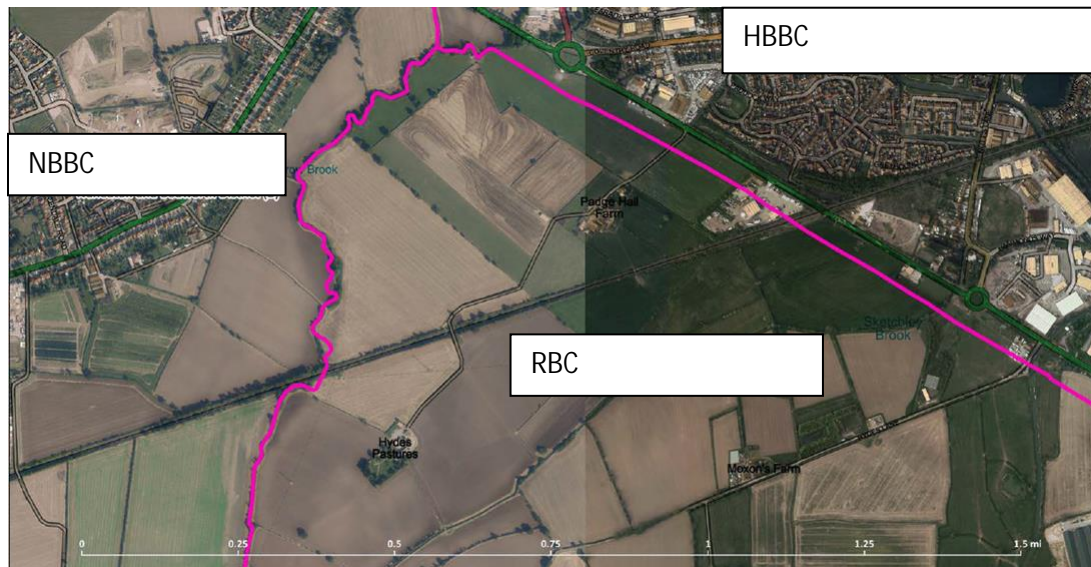 HBBC
NBBC
Brook
Padge Hall
Farm
Sketchley
Brook
RBC
Hydes
Pastures
Moxon's Farm
0
0.25
0.5
0.75
1
1.25
1.5 mi